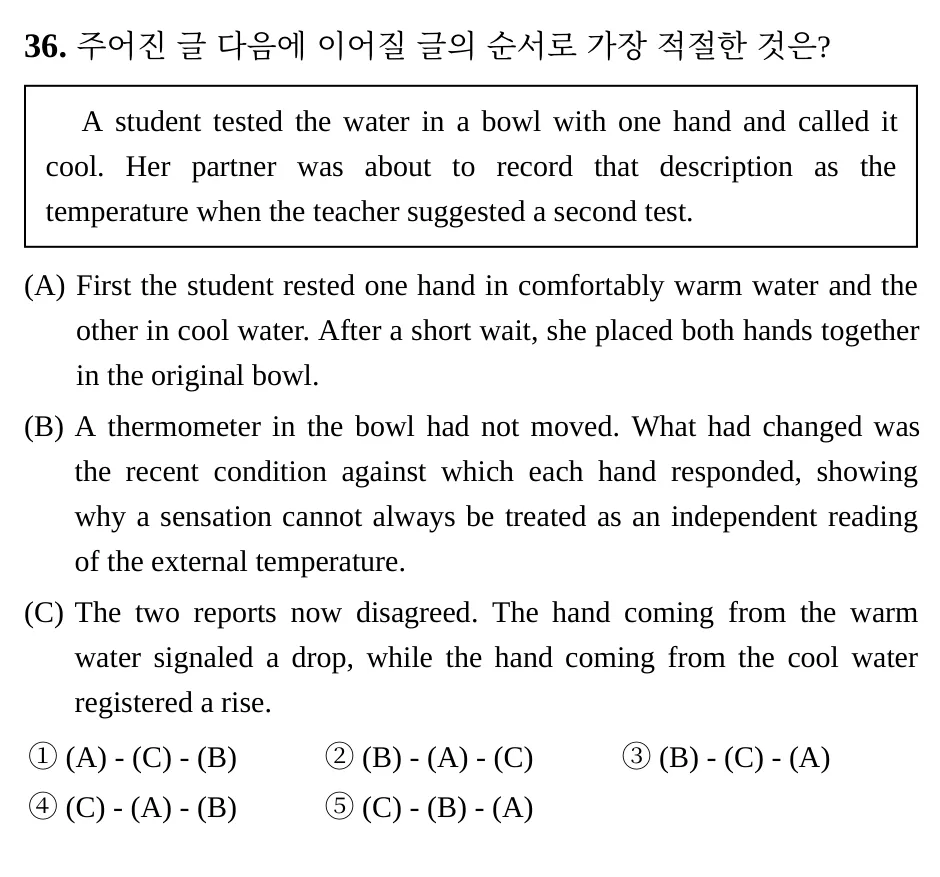 36. 주어진 글 다음에 이어질 글의 순서로 가장 적절한 것은?
A student tested the water in a bowl with one hand and called it
cool. Her partner was about to record that description as the
temperature when the teacher suggested a second test.
(A) First the student rested one hand in comfortably warm water and the
other in cool water. After a short wait, she placed both hands together
in the original bowl.
(B) A thermometer in the bowl had not moved. What had changed was
the recent condition against which each hand responded, showing
why a sensation cannot always be treated as an independent reading
of the external temperature.
(C) The two reports now disagreed. The hand coming from the warm
water signaled a drop, while the hand coming from the cool water
registered a rise.
① (A) - (C) - (B) ② (B) - (A) - (C) ③ (B) - (C) - (A)
④ (C) - (A) - (B) ⑤ (C) - (B) - (A)